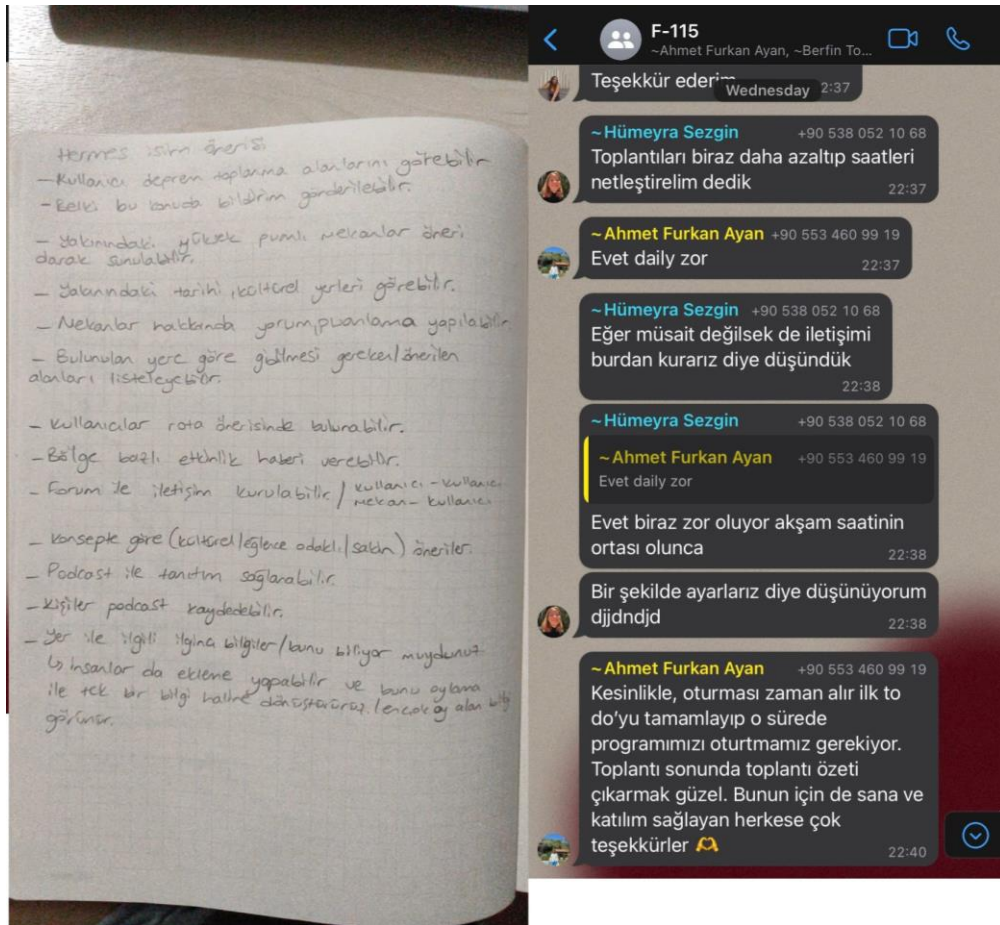 Hermes isim önerisi
- Kullanıcı deprem toplanma alanlarını görebilir
- Belki bu konuda bildirim gönderilebilir.
- Yakınındaki yüksek puanlı mekanlar öneri
olarak sunulabilir.
- Yakınındaki tarihi, kültürel yerleri görebilir.
- Mekanlar hakkında yorum, puanlama yapılabilir
- Bulunulan yere göre gidilmesi gereken/önerilen
alanları listeleyebilir.
- Kullanıcılar rota önerisinde bulunabilir.
- Bölge bazlı etkinlik haberi verebilir.
- Forum ile iletişim kurulabilir / kullanıcı - kullanıcı
mekan - kullanıcı
- Konsepte göre (kültürel/eğlence odaklı/sakin) öneriler.
- Podcast ile tanıtım sağlanabilir.
- Kişiler podcast kaydedebilir.
- Yer ile ilgili ilginç bilgiler/bunu biliyor muydunuz
↳ insanlar da ekleme yapabilir ve bunu oylama
ile tek bir bilgi haline dönüştürürüz. / en çok oy alan bilgi
görünür.
F-115
~Ahmet Furkan Ayan, ~Berfin To...
Teşekkür ederim 2:37
Wednesday
~Hümeyra Sezgin +90 538 052 10 68
Toplantıları biraz daha azaltıp saatleri
netleştirelim dedik
22:37
~Ahmet Furkan Ayan +90 553 460 99 19
Evet daily zor
22:37
~Hümeyra Sezgin +90 538 052 10 68
Eğer müsait değilsek de iletişimi
burdan kurarız diye düşündük
22:38
~Hümeyra Sezgin +90 538 052 10 68
~Ahmet Furkan Ayan +90 553 460 99 19
Evet daily zor
Evet biraz zor oluyor akşam saatinin
ortası olunca
22:38
Bir şekilde ayarlarız diye düşünüyorum
djjdndjd
22:38
~Ahmet Furkan Ayan +90 553 460 99 19
Kesinlikle, oturması zaman alır ilk to
do'yu tamamlayıp o sürede
programımızı oturtmamız gerekiyor.
Toplantı sonunda toplantı özeti
çıkarmak güzel. Bunun için de sana ve
katılım sağlayan herkese çok
teşekkürler 🫶
22:40